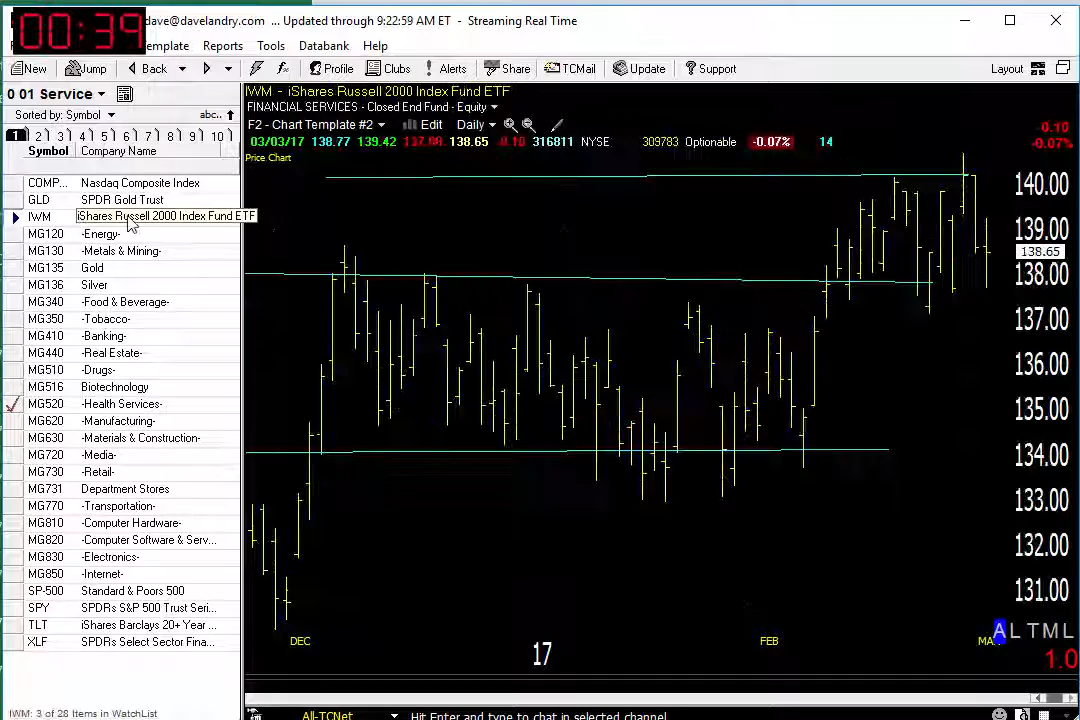 00:39
dave@davelandry.com ... Updated through 9:22:59 AM ET - Streaming Real Time
Template Reports Tools Databank Help
New Jump Back Profile Clubs Alerts Share TCMail Update Support Layout
0 01 Service
Sorted by: Symbol abc..
1 2 3 4 5 6 7 8 9 10
Symbol Company Name
COMP... Nasdaq Composite Index
GLD SPDR Gold Trust
IWM iShares Russell 2000 Index Fund ETF
MG120 -Energy-
MG130 -Metals & Mining-
MG135 Gold
MG136 Silver
MG340 -Food & Beverage-
MG350 -Tobacco-
MG410 -Banking-
MG440 -Real Estate-
MG510 -Drugs-
MG516 Biotechnology
MG520 -Health Services-
MG620 -Manufacturing-
MG630 -Materials & Construction-
MG720 -Media-
MG730 -Retail-
MG731 Department Stores
MG770 -Transportation-
MG810 -Computer Hardware-
MG820 -Computer Software & Serv...
MG830 -Electronics-
MG850 -Internet-
SP-500 Standard & Poors 500
SPY SPDRs S&P 500 Trust Seri...
TLT iShares Barclays 20+ Year ...
XLF SPDRs Select Sector Fina...
IWM: 3 of 28 Items in WatchList
IWM - iShares Russell 2000 Index Fund ETF
FINANCIAL SERVICES - Closed End Fund - Equity
F2 - Chart Template #2 Edit Daily
03/03/17 138.77 139.42 137.68 138.65 -0.10 316811 NYSE 309783 Optionable -0.07% 14
-0.10
-0.07%
Price Chart
140.00
139.00
138.65
138.00
137.00
136.00
135.00
134.00
133.00
132.00
131.00
DEC 17 FEB
A L T M L
1.0
All-TCNet Hit Enter and type to chat in selected channel